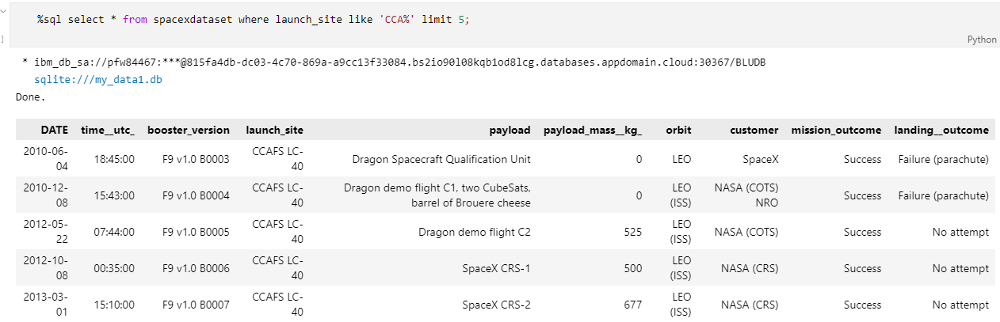 %sql select * from spacexdataset where launch_site like 'CCA%' limit 5;
]
Python
* ibm_db_sa://pfw84467:***@815fa4db-dc03-4c70-869a-a9cc13f33084.bs2io90l08kqb1od8lcg.databases.appdomain.cloud:30367/BLUDB
sqlite:///my_data1.db
Done.
DATE time__utc_ booster_version launch_site payload payload_mass__kg_ orbit customer mission_outcome landing__outcome
2010-06- CCAFS LC-
18:45:00 F9 v1.0 B0003 Dragon Spacecraft Qualification Unit 0 LEO SpaceX Success Failure (parachute)
04 40
2010-12- CCAFS LC- Dragon demo flight C1, two CubeSats, LEO NASA (COTS)
15:43:00 F9 v1.0 B0004 0 Success Failure (parachute)
08 40 barrel of Brouere cheese (ISS) NRO
2012-05- CCAFS LC- LEO
07:44:00 F9 v1.0 B0005 Dragon demo flight C2 525 NASA (COTS) Success No attempt
22 40 (ISS)
2012-10- CCAFS LC- LEO
00:35:00 F9 v1.0 B0006 SpaceX CRS-1 500 NASA (CRS) Success No attempt
08 40 (ISS)
2013-03- CCAFS LC- LEO
15:10:00 F9 v1.0 B0007 SpaceX CRS-2 677 NASA (CRS) Success No attempt
01 40 (ISS)